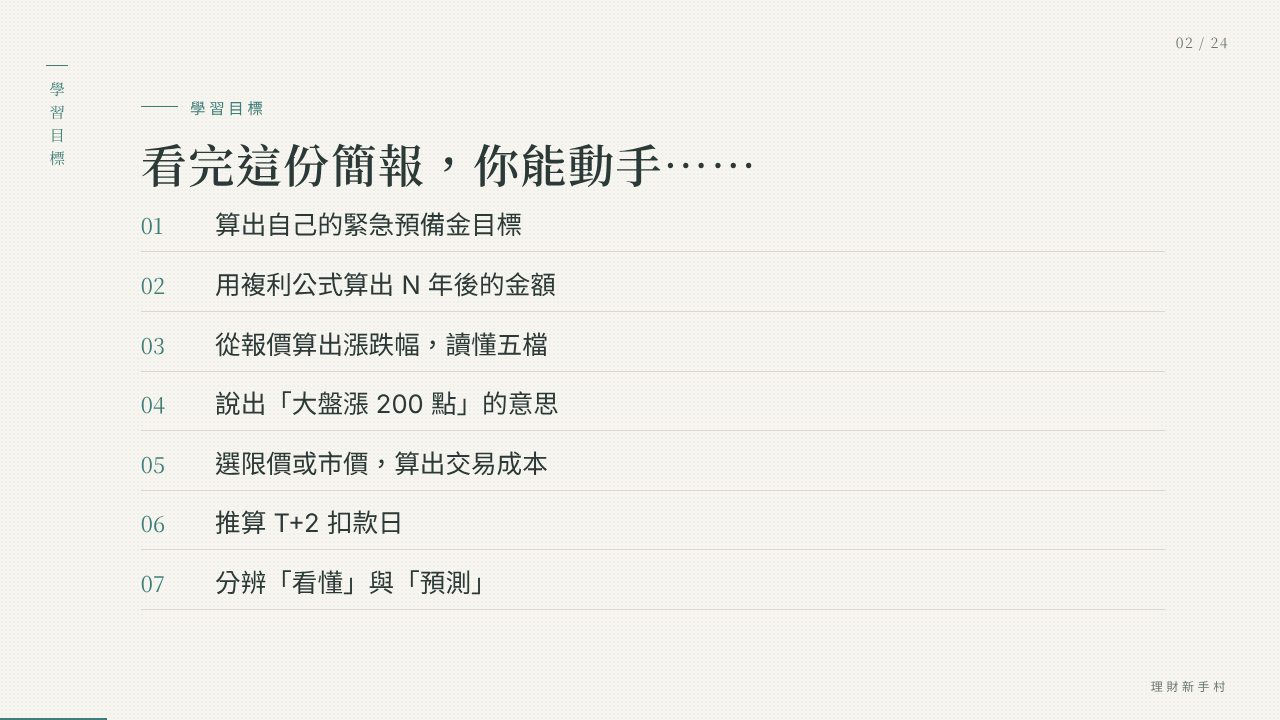 02 / 24
學習目標
學習目標
看完這份簡報，你能動手⋯⋯
01 算出自己的緊急預備金目標
02 用複利公式算出 N 年後的金額
03 從報價算出漲跌幅，讀懂五檔
04 說出「大盤漲 200 點」的意思
05 選限價或市價，算出交易成本
06 推算 T+2 扣款日
07 分辨「看懂」與「預測」
理財新手村